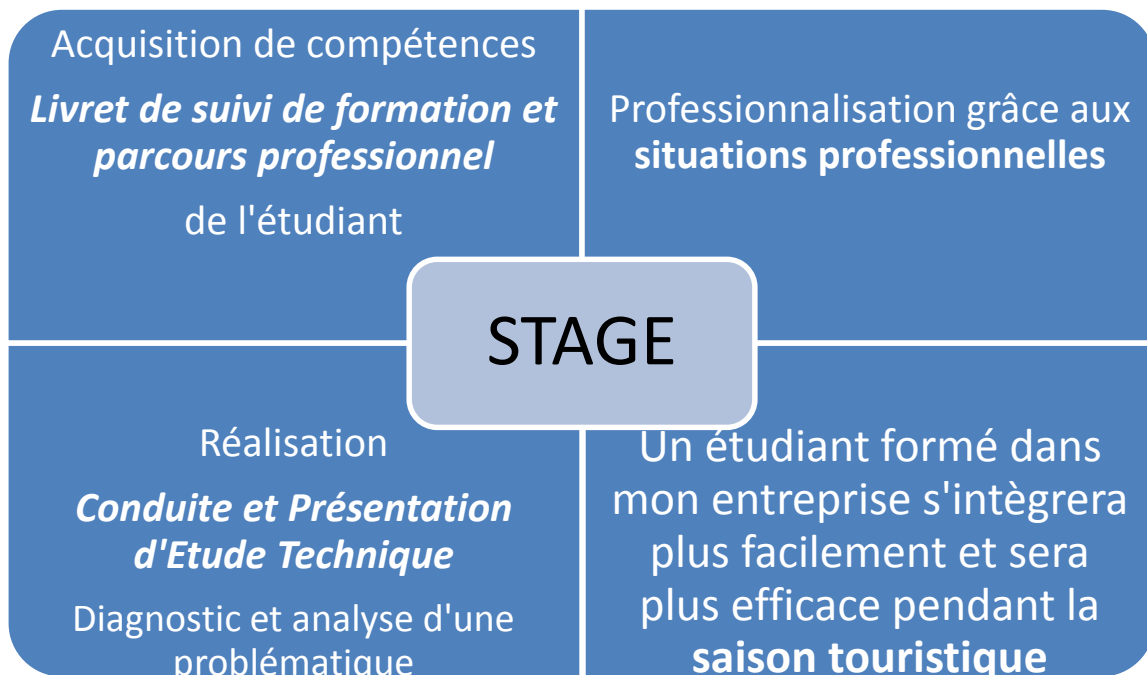 Acquisition de compétences
Livret de suivi de formation et
parcours professionnel
de l'étudiant
Professionnalisation grâce aux
situations professionnelles
STAGE
Réalisation
Conduite et Présentation
d'Etude Technique
Diagnostic et analyse d'une
problématique
Un étudiant formé dans
mon entreprise s'intègrera
plus facilement et sera
plus efficace pendant la
saison touristique